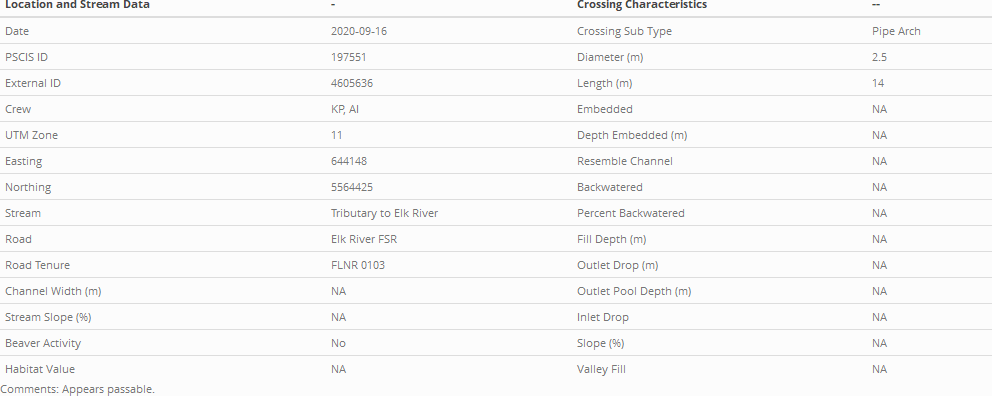 Location and Stream Data - Crossing Characteristics --
Date 2020-09-16 Crossing Sub Type Pipe Arch
PSCIS ID 197551 Diameter (m) 2.5
External ID 4605636 Length (m) 14
Crew KP, AI Embedded NA
UTM Zone 11 Depth Embedded (m) NA
Easting 644148 Resemble Channel NA
Northing 5564425 Backwatered NA
Stream Tributary to Elk River Percent Backwatered NA
Road Elk River FSR Fill Depth (m) NA
Road Tenure FLNR 0103 Outlet Drop (m) NA
Channel Width (m) NA Outlet Pool Depth (m) NA
Stream Slope (%) NA Inlet Drop NA
Beaver Activity No Slope (%) NA
Habitat Value NA Valley Fill NA
Comments: Appears passable.